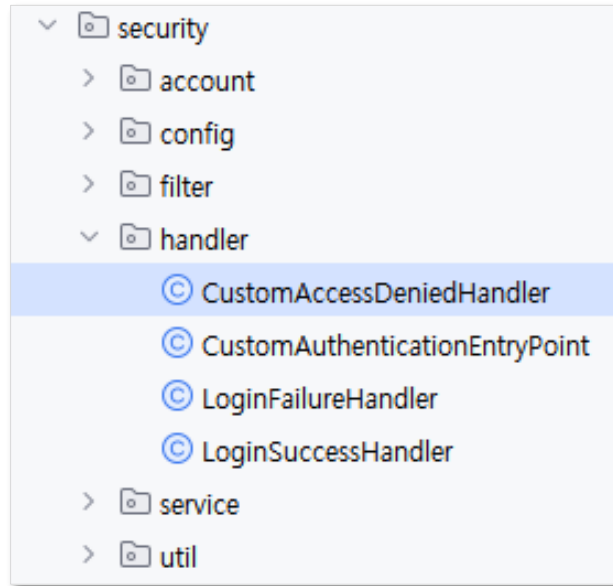 security
account
config
filter
handler
CustomAccessDeniedHandler
CustomAuthenticationEntryPoint
LoginFailureHandler
LoginSuccessHandler
service
util